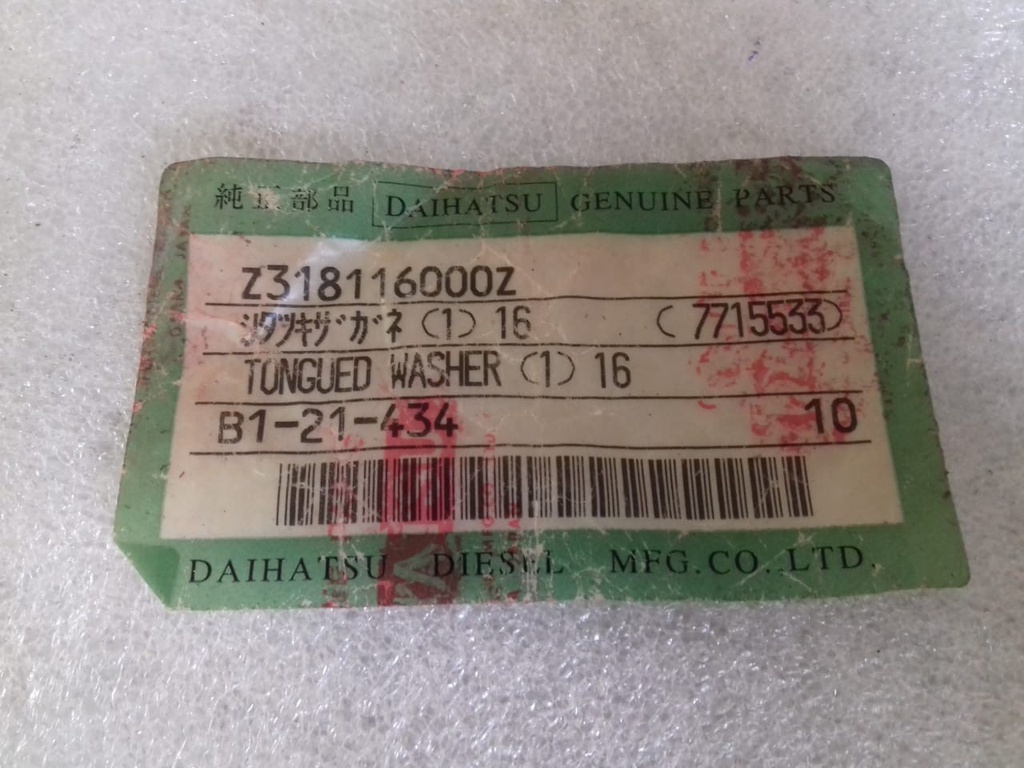 純正部品 DAIHATSU GENUINE PARTS
Z318116000Z
シタツキザガネ (1) 16 (7715533)
TONGUED WASHER (1) 16
B1-21-434 10
DAIHATSU DIESEL MFG.CO.,LTD.